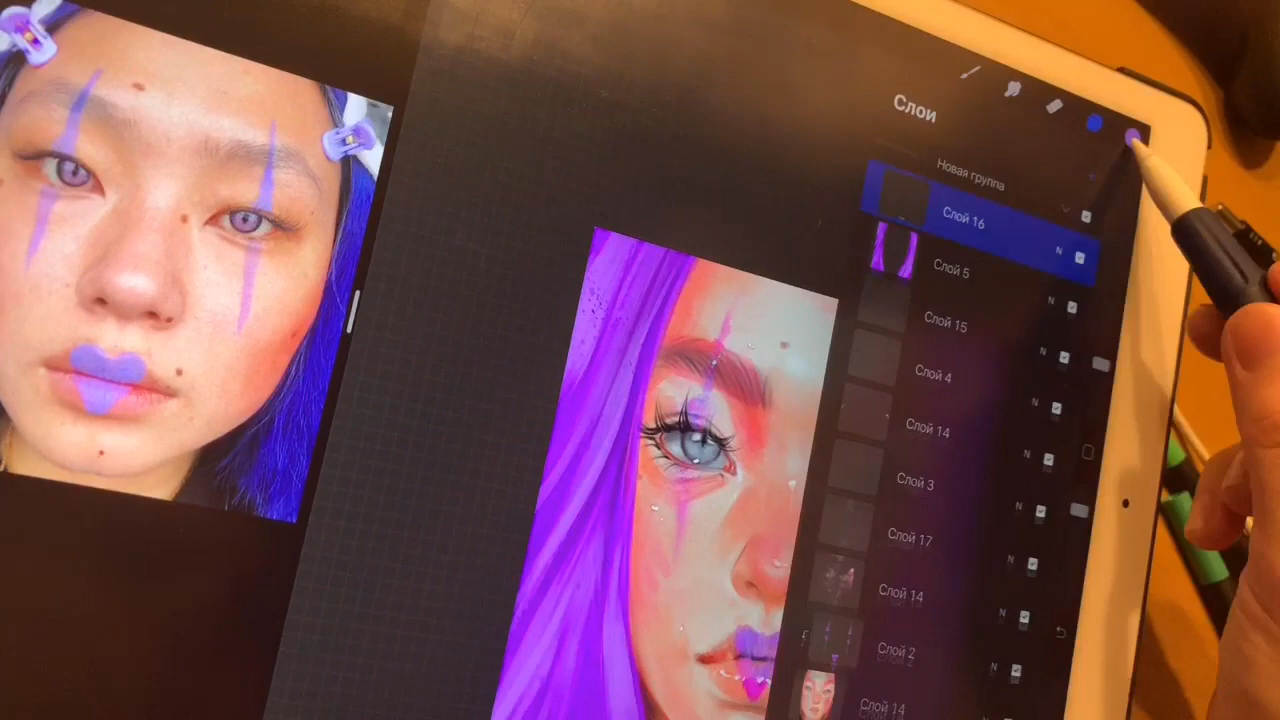 Слои
Новая группа
Слой 16
N
Слой 5
N
Слой 15
N
Слой 4
N
Слой 14
N
Слой 3
N
Слой 17
N
Слой 14
N
Слой 2
N
Слой 14